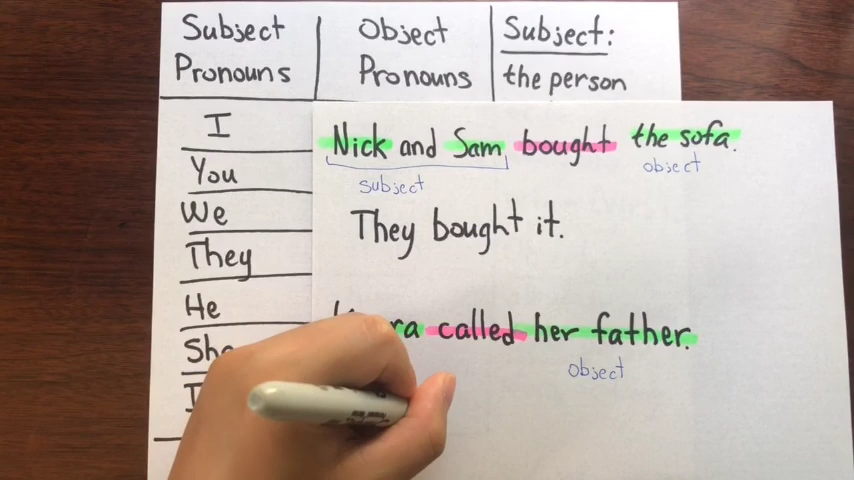 Subject
Pronouns
Object
Pronouns
Subject:
the person
I
You
We
They
He
Nick and Sam bought the sofa.
subject
object
They bought it.
called her father.
object